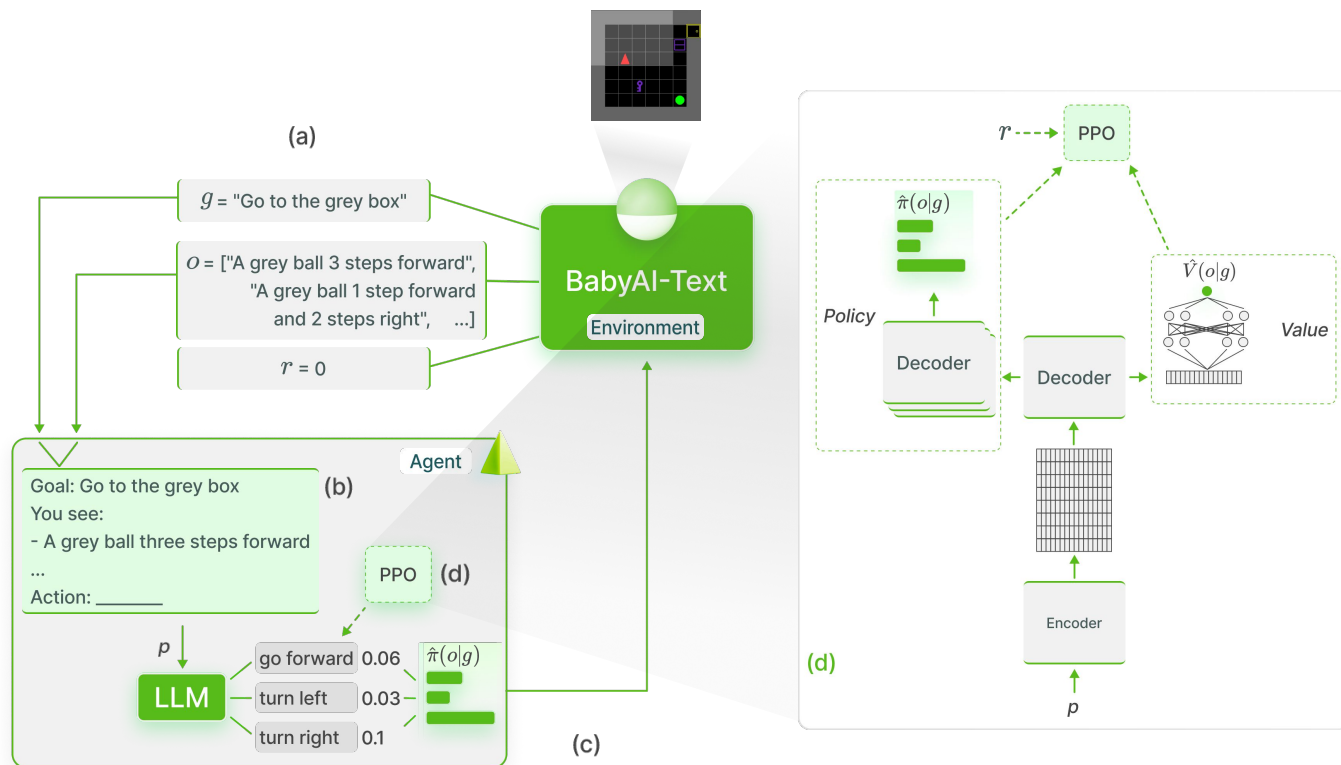 (a)
g = "Go to the grey box"
o = ["A grey ball 3 steps forward",
"A grey ball 1 step forward
and 2 steps right", ...]
r = 0
BabyAI-Text
Environment
Agent
(b)
Goal: Go to the grey box
You see:
- A grey ball three steps forward
...
Action: _______
p
LLM
PPO
(d)
go forward 0.06
turn left 0.03
turn right 0.1
π̂(o|g)
(c)
r
PPO
π̂(o|g)
Policy
Decoder
Decoder
V̂(o|g)
Value
Encoder
p
(d)